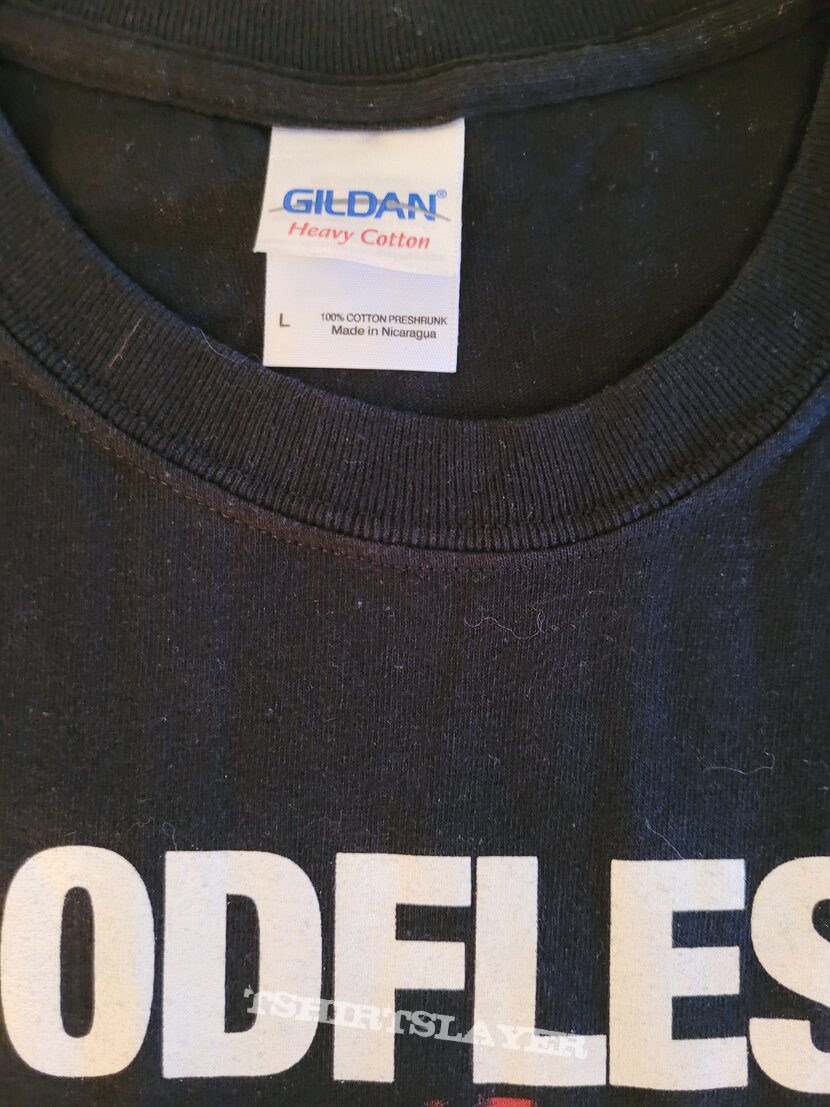 GILDAN®
Heavy Cotton
L 100% COTTON PRESHRUNK
Made in Nicaragua
ODFLES
TSHIRTSLAYER